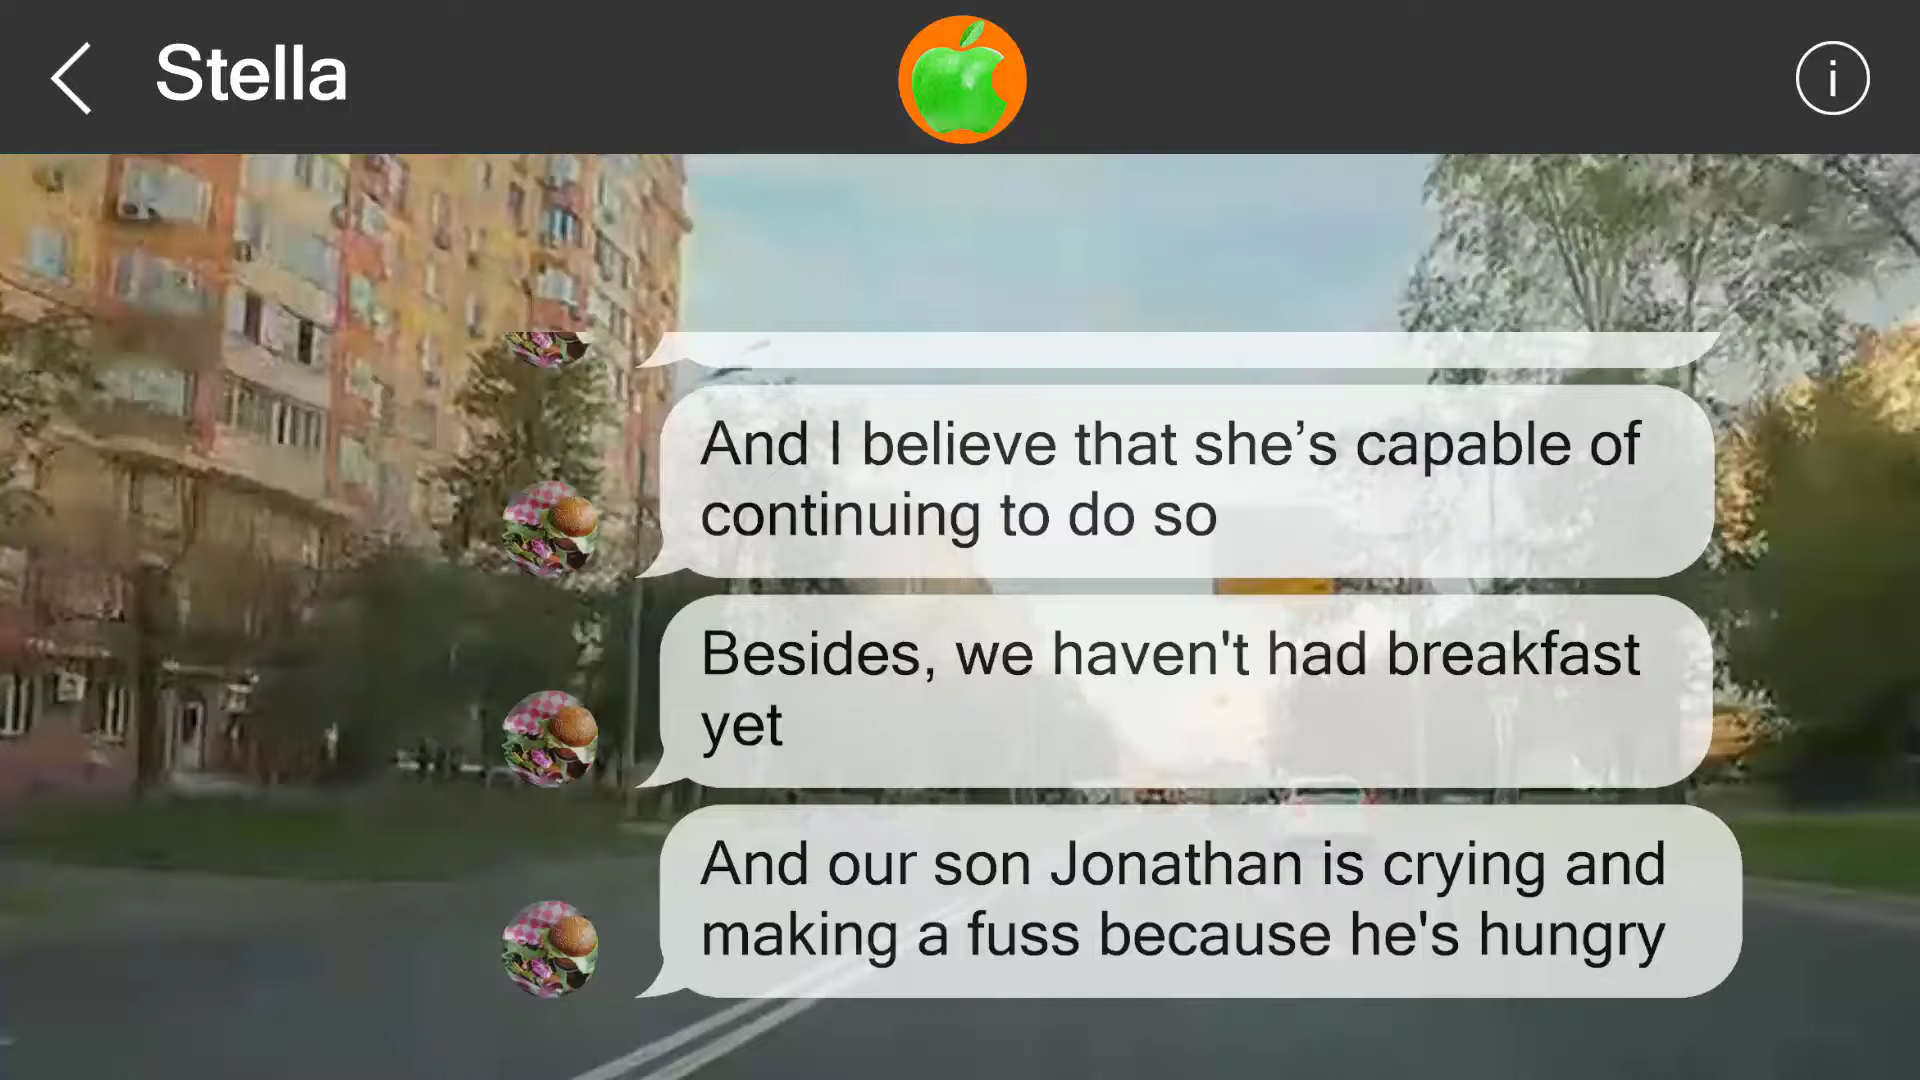 Stella
And I believe that she’s capable of
continuing to do so
Besides, we haven't had breakfast
yet
And our son Jonathan is crying and
making a fuss because he's hungry